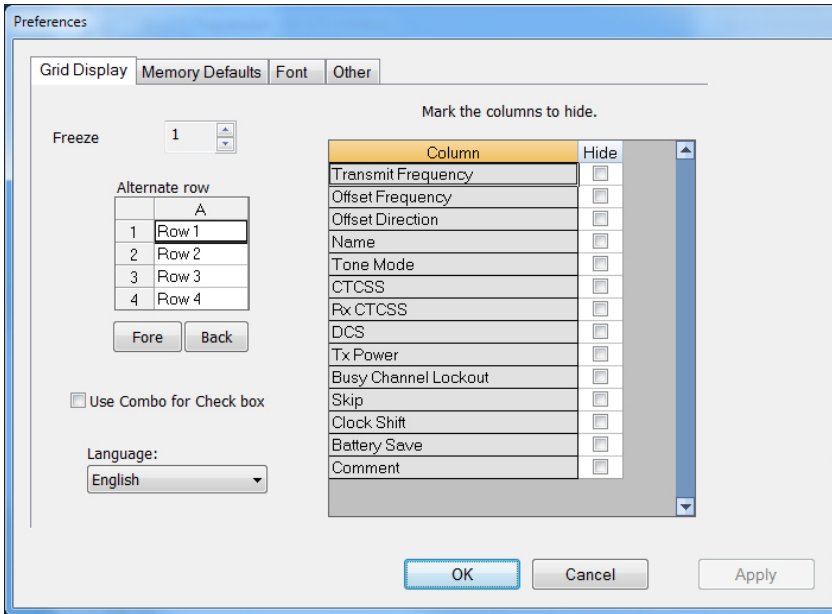 Preferences
Grid Display Memory Defaults Font Other
Mark the columns to hide.
Freeze 1
Alternate row
A
1 Row 1
2 Row 2
3 Row 3
4 Row 4
Fore Back
Use Combo for Check box
Language:
English
Column Hide
Transmit Frequency
Offset Frequency
Offset Direction
Name
Tone Mode
CTCSS
Rx CTCSS
DCS
Tx Power
Busy Channel Lockout
Skip
Clock Shift
Battery Save
Comment
OK Cancel Apply